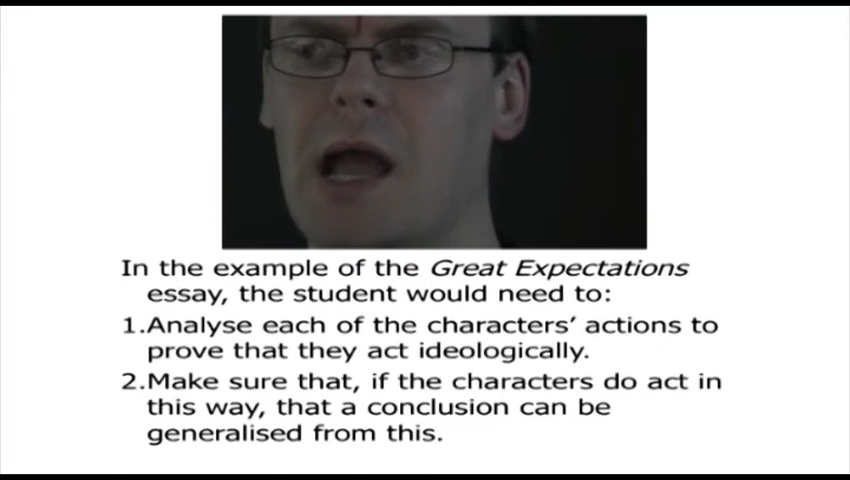 In the example of the Great Expectations
essay, the student would need to:
1.Analyse each of the characters’ actions to
prove that they act ideologically.
2.Make sure that, if the characters do act in
this way, that a conclusion can be
generalised from this.